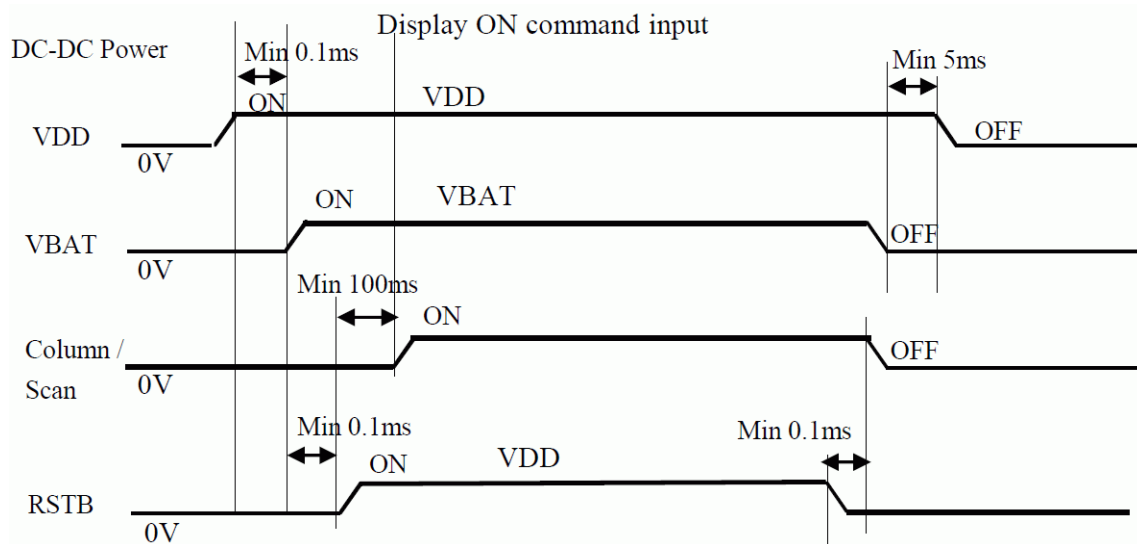 Display ON command input
DC-DC Power
Min 0.1ms
Min 5ms
ON
VDD
VDD
0V
OFF
ON
VBAT
VBAT
0V
OFF
Min 100ms
ON
Column /
Scan
0V
OFF
Min 0.1ms
Min 0.1ms
ON
VDD
RSTB
0V